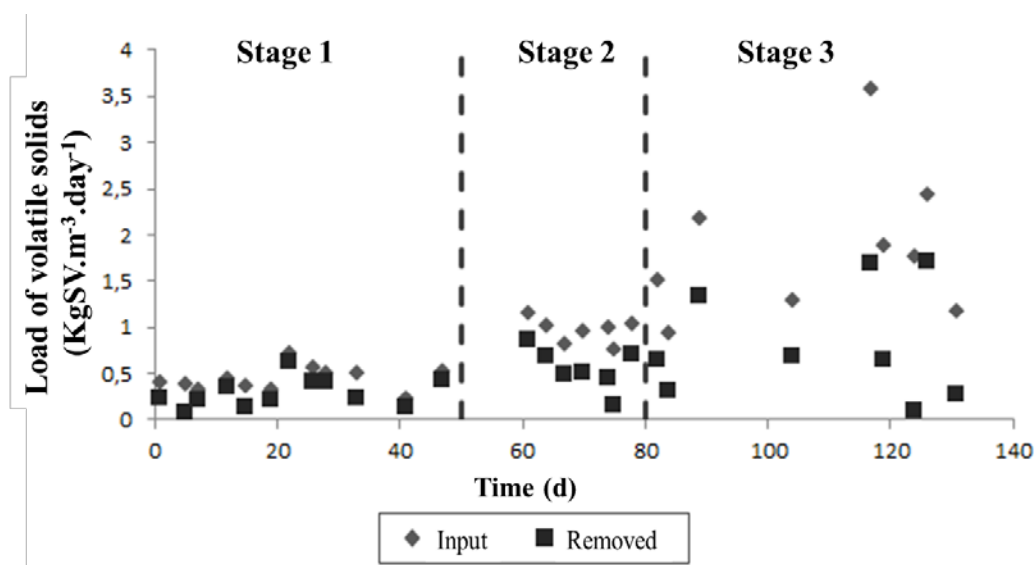 Stage 1
Stage 2
Stage 3
Load of volatile solids
(KgSV.m-3.day-1)
4
3,5
3
2,5
2
1,5
1
0,5
0
0
20
40
60
80
100
120
140
Time (d)
Input
Removed